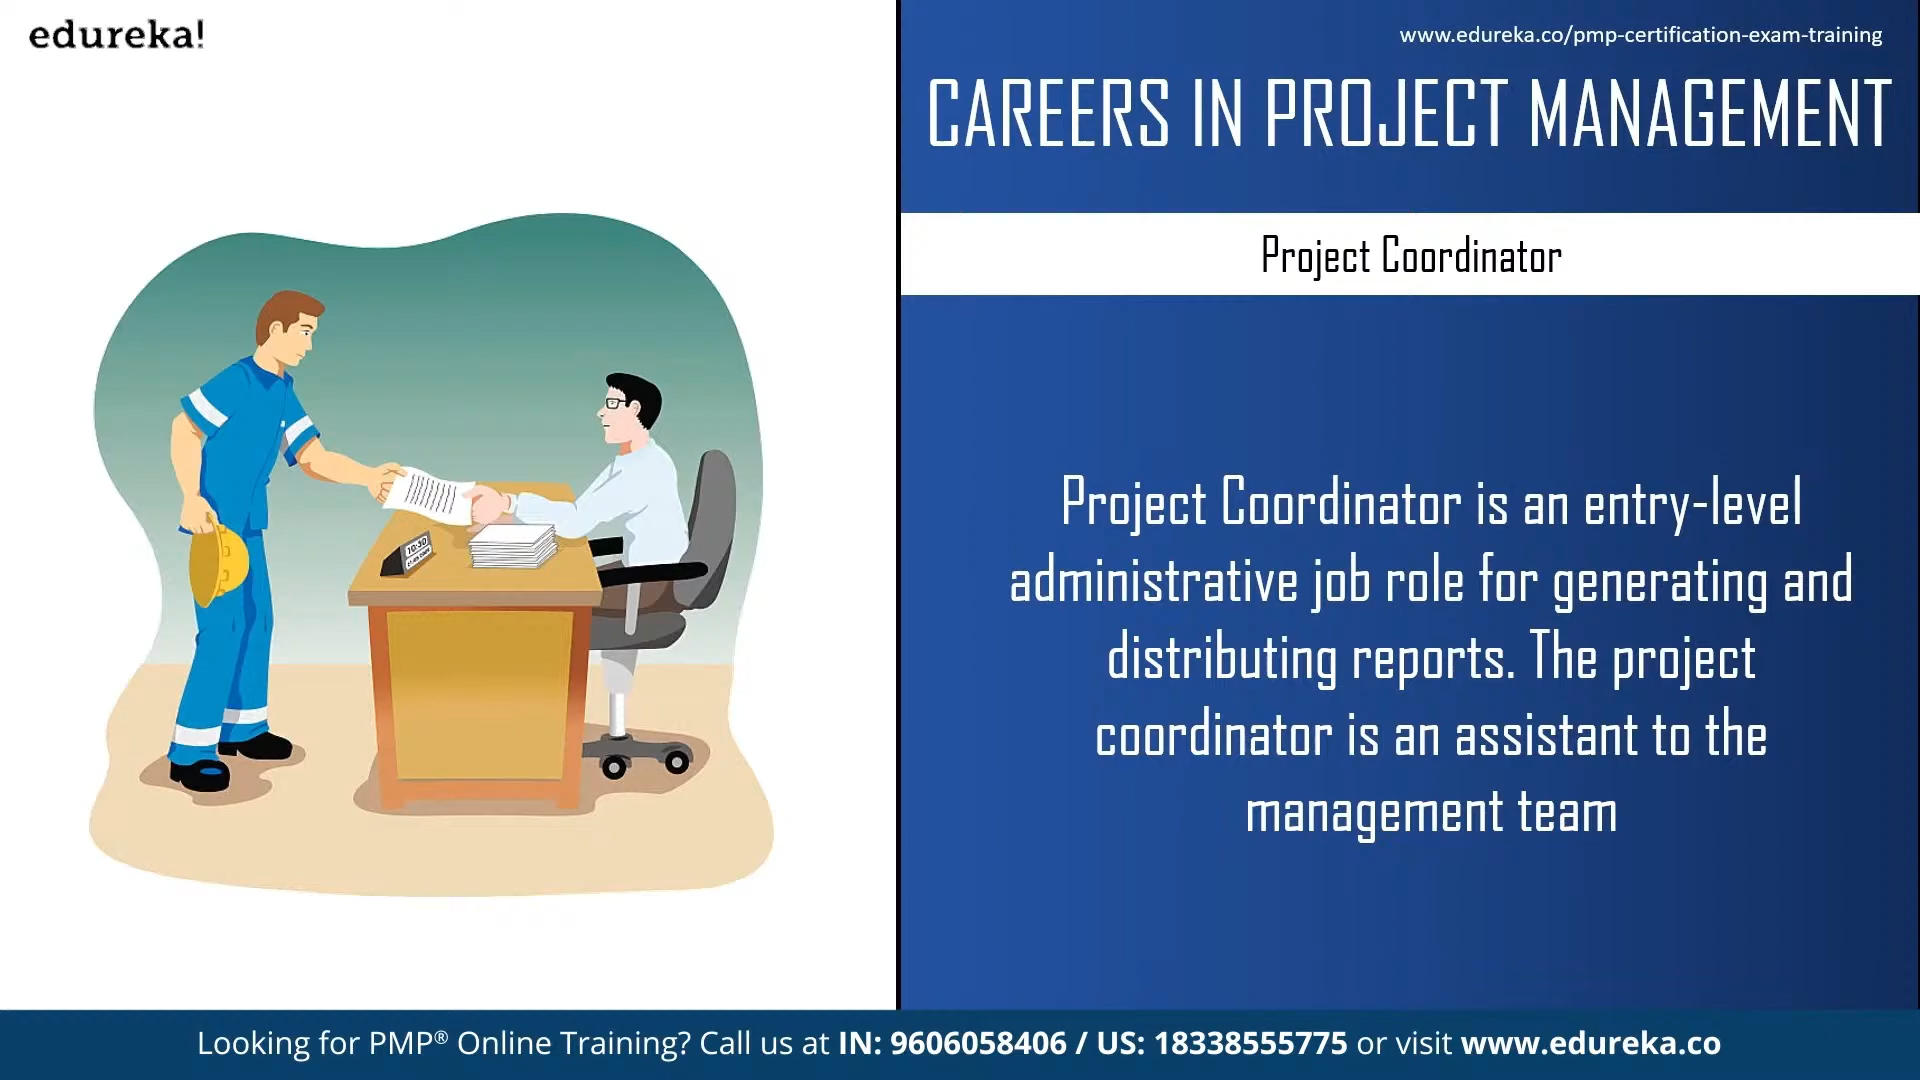 edureka!
www.edureka.co/pmp-certification-exam-training
CAREERS IN PROJECT MANAGEMENT
Project Coordinator
Project Coordinator is an entry-level
administrative job role for generating and
distributing reports. The project
coordinator is an assistant to the
management team
10:30
Looking for PMP® Online Training? Call us at IN: 9606058406 / US: 18338555775 or visit www.edureka.co